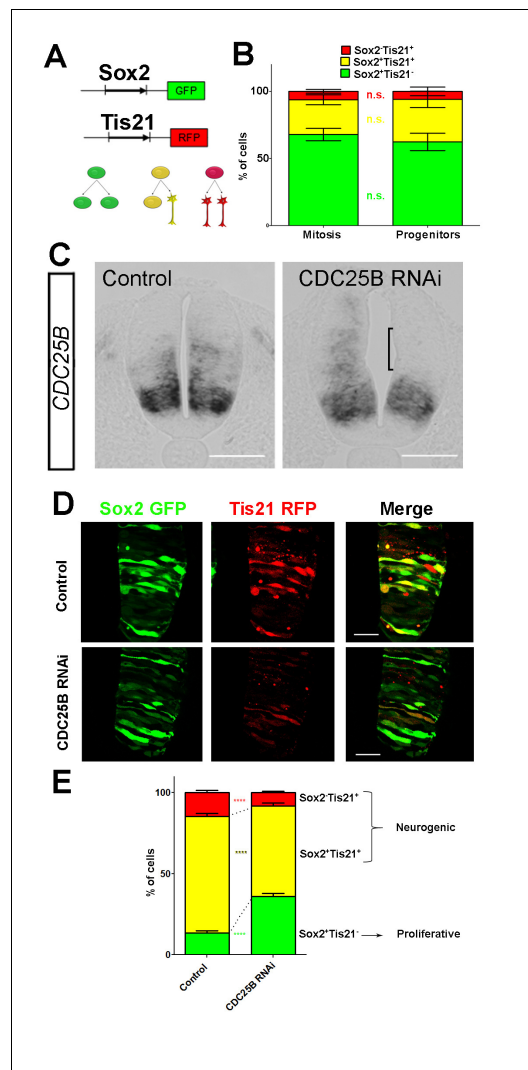 A
Sox2
GFP
Tis21
RFP
B
Sox2⁻Tis21⁺
Sox2⁺Tis21⁺
Sox2⁺Tis21⁻
% of cells
100
50
0
n.s.
n.s.
n.s.
Mitosis
Progenitors
C
CDC25B
Control
CDC25B RNAi
D
Sox2 GFP
Tis21 RFP
Merge
Control
CDC25B RNAi
E
% of cells
100
50
0
****
****
****
Control
CDC25B RNAi
Sox2⁻Tis21⁺
Sox2⁺Tis21⁺
Neurogenic
Sox2⁺Tis21⁻
Proliferative